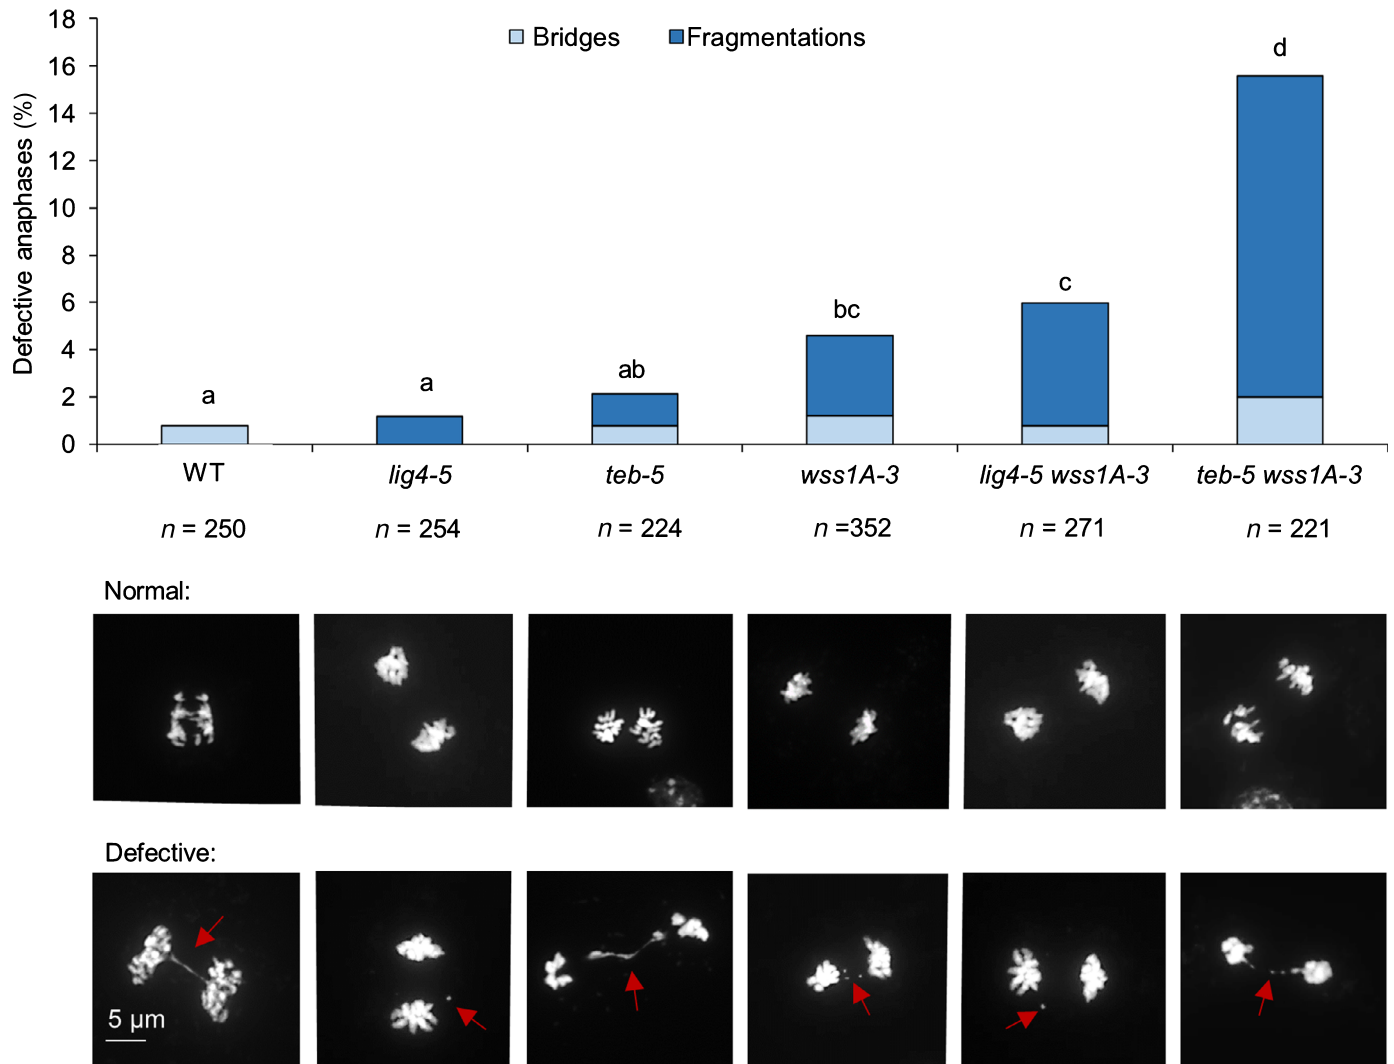 18
Bridges
Fragmentations
d
16
14
12
10
8
6
4
2
0
Defective anaphases (%)
c
bc
ab
a
a
WT
lig4-5
teb-5
wss1A-3
lig4-5 wss1A-3
teb-5 wss1A-3
n = 250
n = 254
n = 224
n =352
n = 271
n = 221
Normal:
Defective:
5 µm